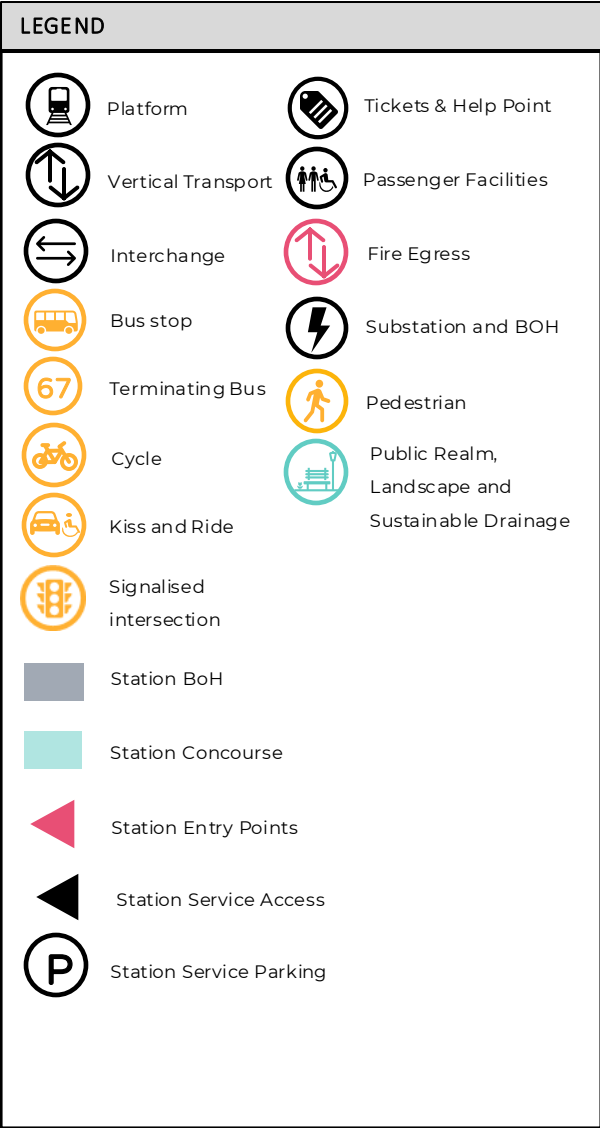 LEGEND
Platform
Vertical Transport
Interchange
Bus stop
67
Terminating Bus
Cycle
Kiss and Ride
Signalised
intersection
Station BoH
Station Concourse
Station Entry Points
Station Service Access
P
Station Service Parking
Tickets & Help Point
Passenger Facilities
Fire Egress
Substation and BOH
Pedestrian
Public Realm,
Landscape and
Sustainable Drainage